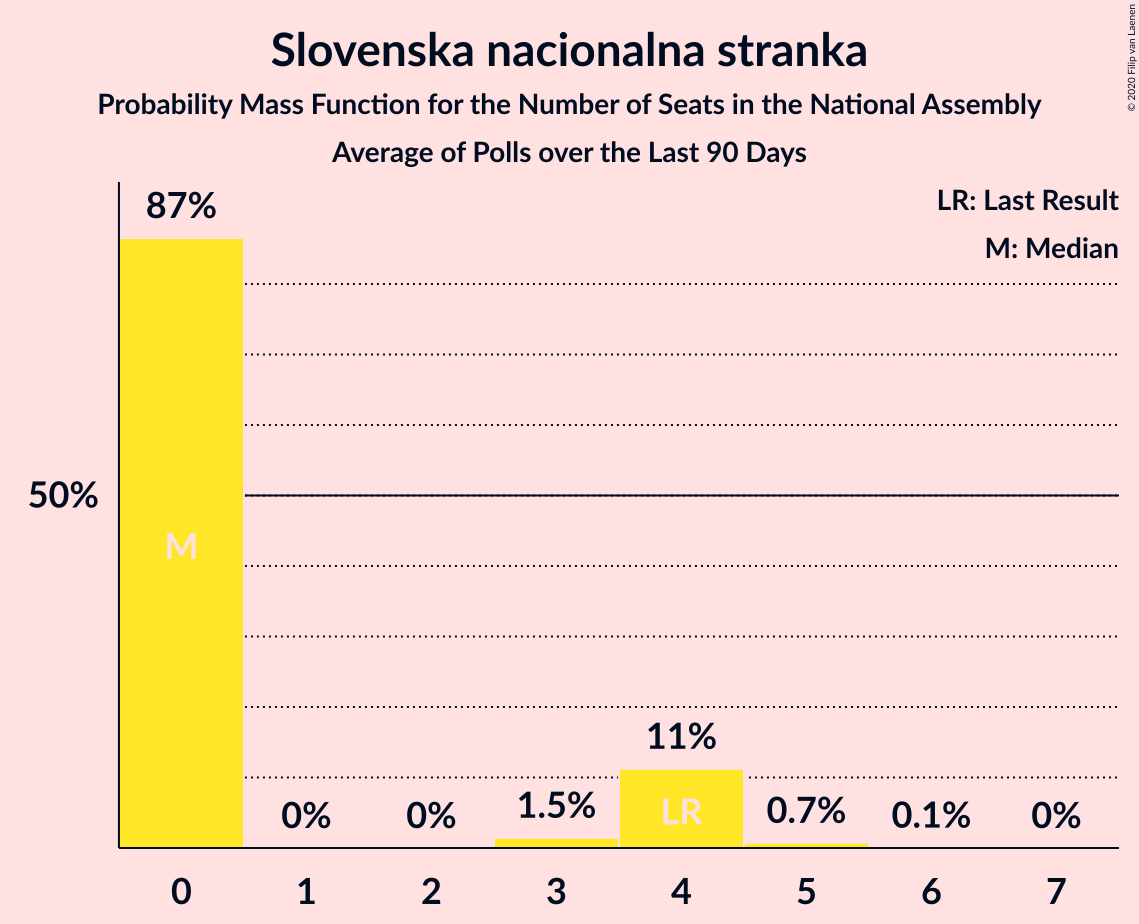 Slovenska nacionalna stranka
Probability Mass Function for the Number of Seats in the National Assembly
Average of Polls over the Last 90 Days
© 2020 Filip van Laenen
LR: Last Result
M: Median
87%
50%
M
11%
LR
0%
0%
1.5%
0.7%
0.1%
0%
0 1 2 3 4 5 6 7